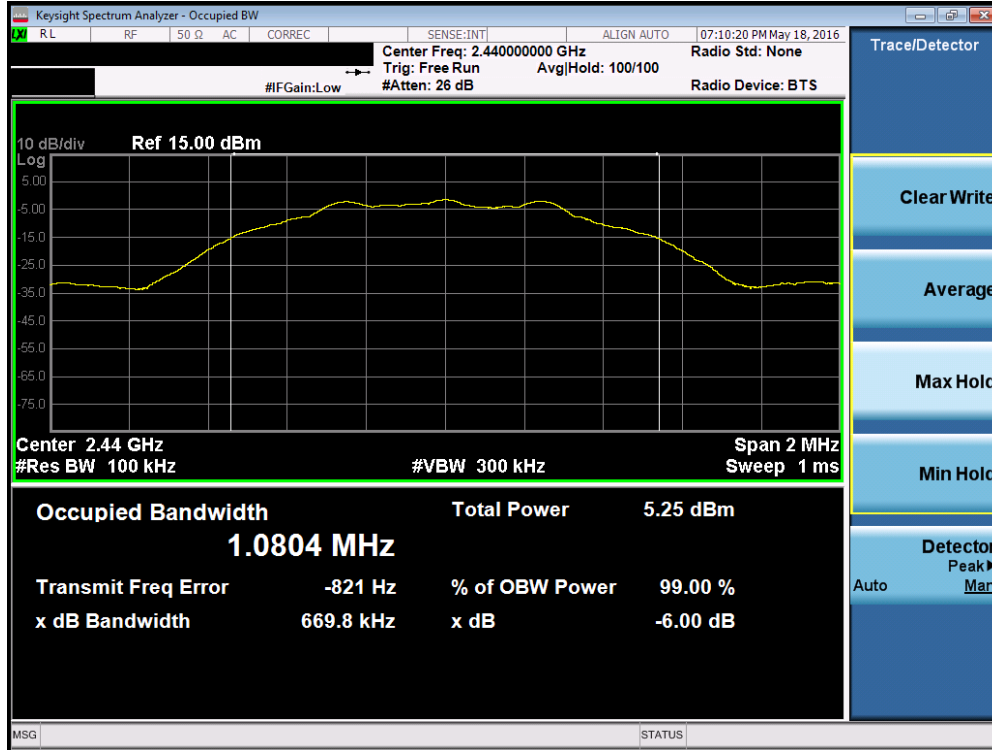 Keysight Spectrum Analyzer - Occupied BW
LXI RL RF 50 Ω AC CORREC SENSE:INT ALIGN AUTO 07:10:20 PM May 18, 2016
Center Freq: 2.440000000 GHz Radio Std: None
Trig: Free Run Avg|Hold: 100/100
#IFGain:Low #Atten: 26 dB Radio Device: BTS
10 dB/div Ref 15.00 dBm
Log
5.00
-5.00
-15.0
-25.0
-35.0
-45.0
-55.0
-65.0
-75.0
Center 2.44 GHz Span 2 MHz
#Res BW 100 kHz #VBW 300 kHz Sweep 1 ms
Occupied Bandwidth Total Power 5.25 dBm
1.0804 MHz
Transmit Freq Error -821 Hz % of OBW Power 99.00 %
x dB Bandwidth 669.8 kHz x dB -6.00 dB
MSG STATUS
Trace/Detector
Clear Write
Average
Max Hold
Min Hold
Detector
Peak
Auto Man